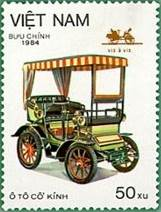 VIỆT NAM
BƯU CHÍNH
1984
VIS À VIS
Ô TÔ CỔ KÍNH
50 XU